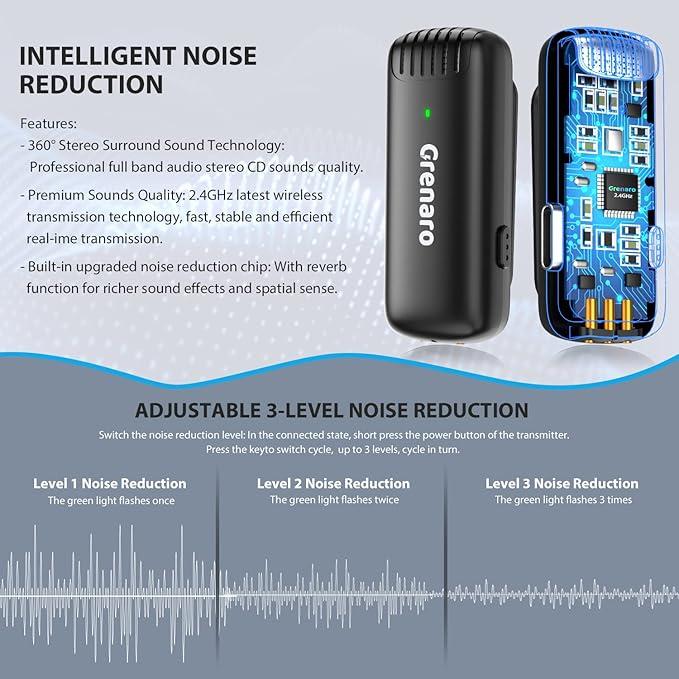 INTELLIGENT NOISE
REDUCTION
Features:
- 360° Stereo Surround Sound Technology:
Professional full band audio stereo CD sounds quality.
- Premium Sounds Quality: 2.4GHz latest wireless
transmission technology, fast, stable and efficient
real-ime transmission.
- Built-in upgraded noise reduction chip: With reverb
function for richer sound effects and spatial sense.
Grenaro
Grenaro
2.4GHz
ADJUSTABLE 3-LEVEL NOISE REDUCTION
Switch the noise reduction level: In the connected state, short press the power button of the transmitter.
Press the keyto switch cycle, up to 3 levels, cycle in turn.
Level 1 Noise Reduction
The green light flashes once
Level 2 Noise Reduction
The green light flashes twice
Level 3 Noise Reduction
The green light flashes 3 times